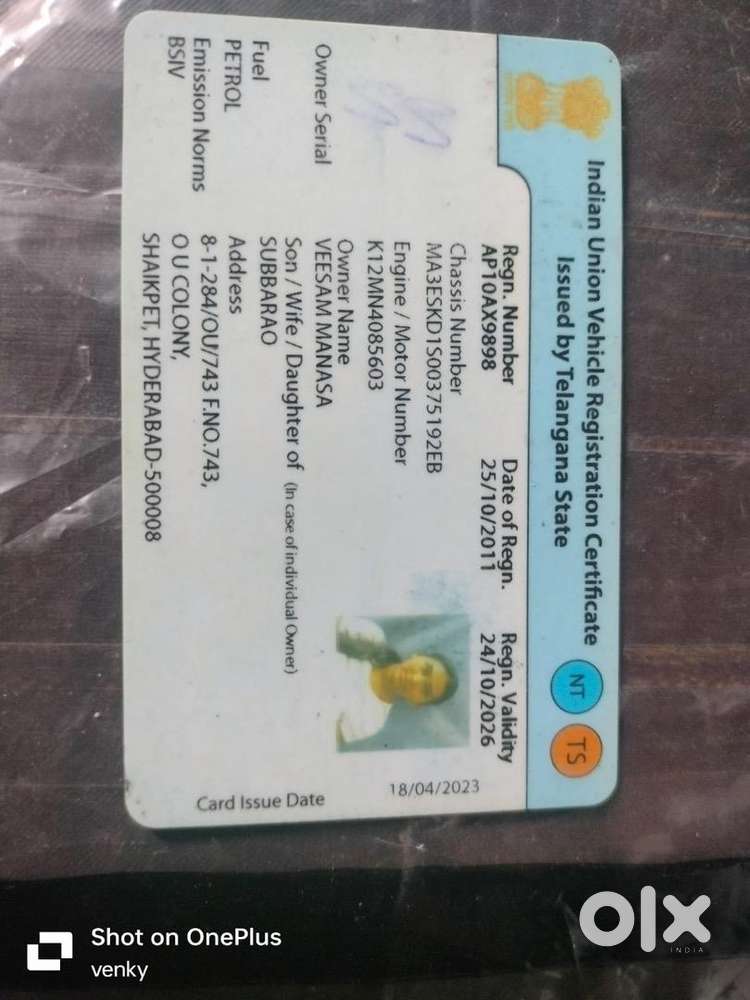 Indian Union Vehicle Registration Certificate
Issued by Telangana State
NT
TS
Regn. Number
AP10AX9898
Date of Regn.
25/10/2011
Regn. Validity
24/10/2026
Chassis Number
MA3ESKD1S00375192EB
Engine / Motor Number
K12MN4085603
Owner Name
VEESAM MANASA
Son / Wife / Daughter of (In case of individual Owner)
SUBBARAO
Address
8-1-284/OU/743 F.NO.743,
O U COLONY,
SHAIKPET, HYDERABAD-500008
Owner Serial
Fuel
PETROL
Emission Norms
BSIV
18/04/2023
Card Issue Date
Shot on OnePlus
venky
olx
INDIA